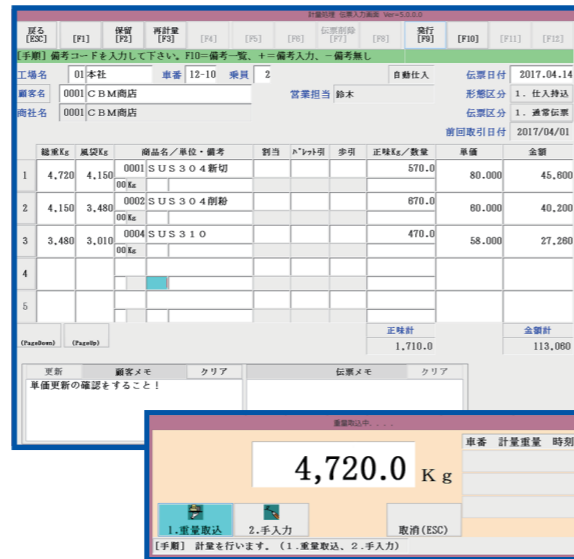 計量処理 伝票入力画面 Ver=5.0.0.0
戻る [ESC] [F1] 保留 [F2] 再計量 [F3] [F4] [F5] [F6] 伝票削除 [F7] [F8] 発行 [F9] [F10] [F11] [F12]
[手順] 備考コードを入力して下さい。F10=備考一覧、+=備考入力、-備考無し
工場名 01 本社 車番 12-10 乗員 2 自動仕入 伝票日付 2017.04.14
顧客名 0001 CBM商店 営業担当 鈴木 形態区分 1. 仕入持込
商社名 0001 CBM商店 伝票区分 1. 通常伝票
前回取引日付 2017/04/01
総重Kg 風袋Kg 商品名/単位・備考 割当 パレット引 歩引 正味Kg/数量 単価 金額
1 4,720 4,150 0001 SUS304新切 570.0 80.000 45,600
00 Kg
2 4,150 3,480 0002 SUS304削粉 670.0 60.000 40,200
00 Kg
3 3,480 3,010 0004 SUS310 470.0 58.000 27,260
00 Kg
4
5
(PageDown) (PageUp) 正味計 金額計
1,710.0 113,060
更新 顧客メモ クリア 伝票メモ クリア
単価更新の確認をすること!
重量取込中. . . .
車番 計量重量 時刻
4,720.0 Kg
1.重量取込 2.手入力 取消(ESC)
[手順] 計量を行います。(1.重量取込、2.手入力)